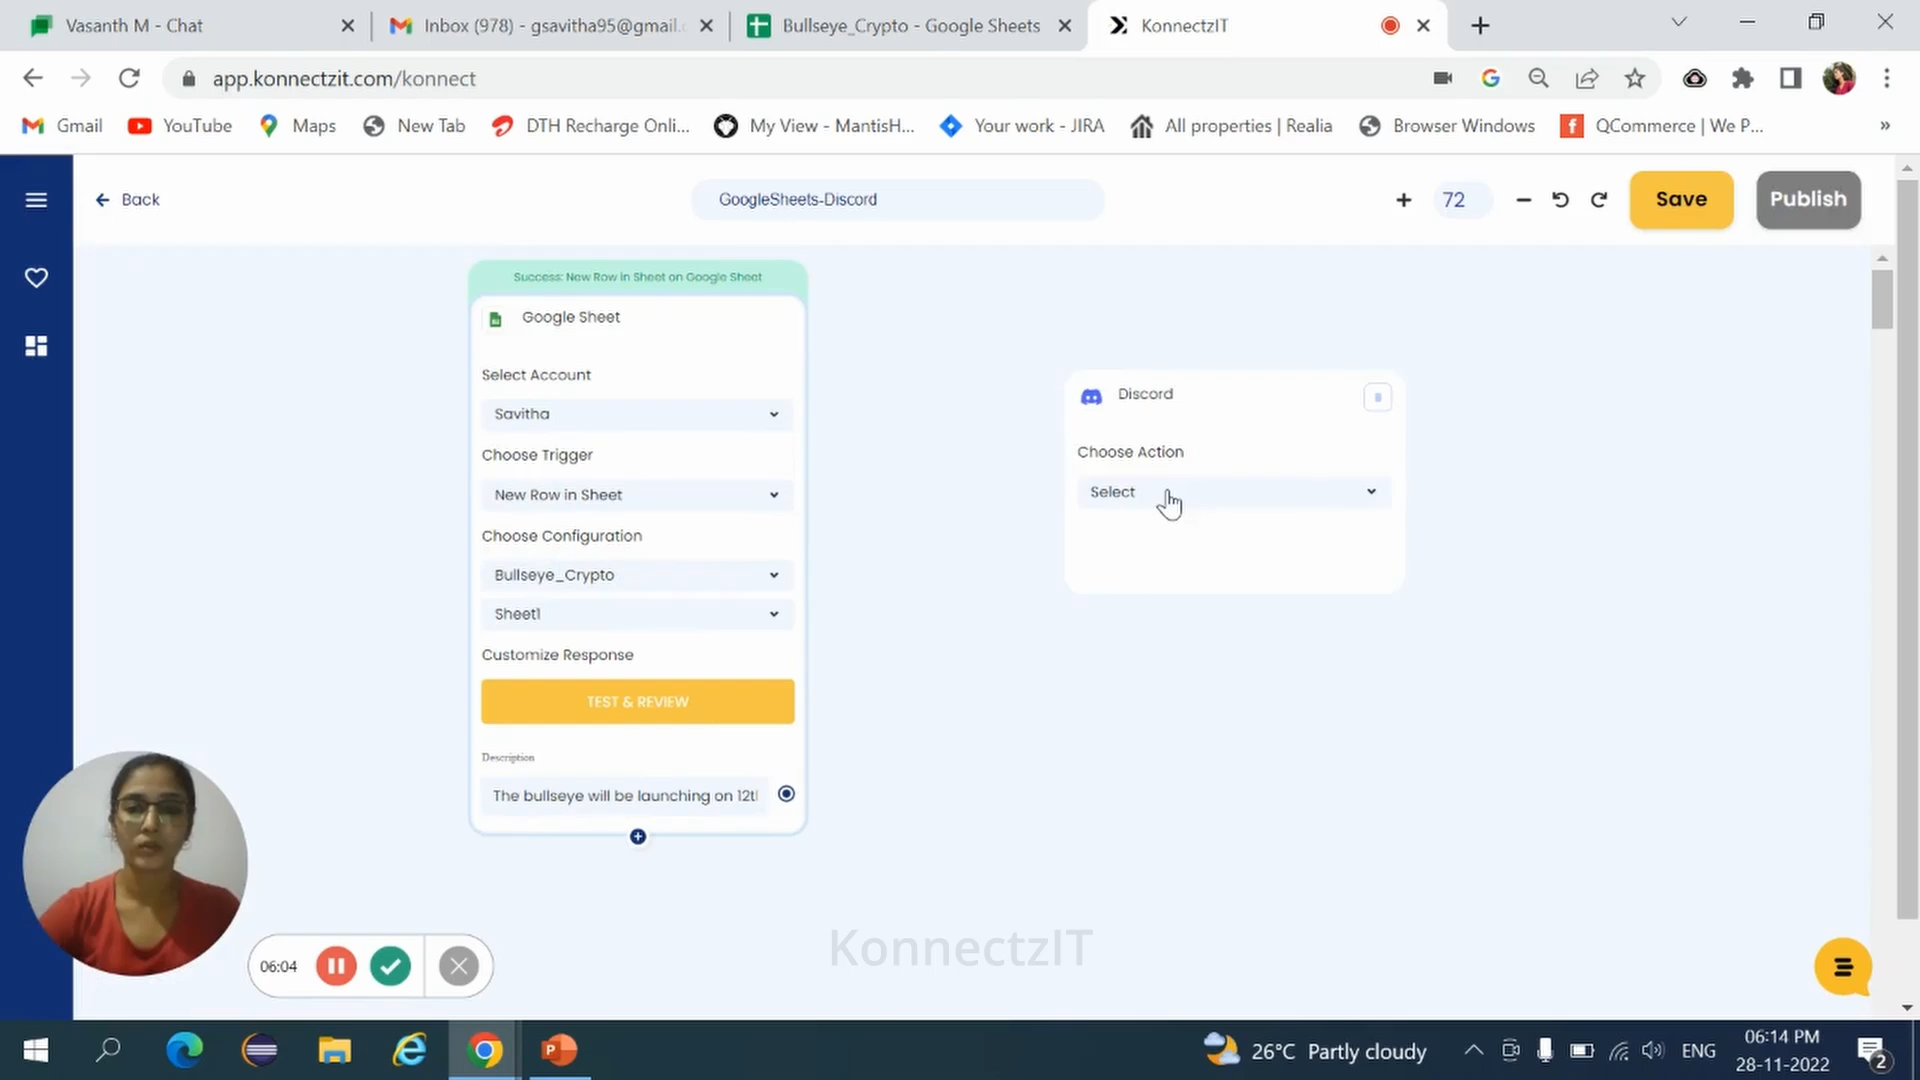 Vasanth M - Chat
Inbox (978) - gsavitha95@gmail.
Bullseye_Crypto - Google Sheets
KonnectzIT
app.konnectzit.com/konnect
Gmail
YouTube
Maps
New Tab
DTH Recharge Onli...
My View - MantisH...
Your work - JIRA
All properties | Realia
Browser Windows
QCommerce | We P...
»
Back
GoogleSheets-Discord
72
Save
Publish
Success: New Row in Sheet on Google Sheet
Google Sheet
Select Account
Savitha
Choose Trigger
New Row in Sheet
Choose Configuration
Bullseye_Crypto
Sheet1
Customize Response
TEST & REVIEW
Description
The bullseye will be launching on 12th
Discord
Choose Action
Select
06:04
KonnectzIT
26°C Partly cloudy
ENG
06:14 PM
28-11-2022
2